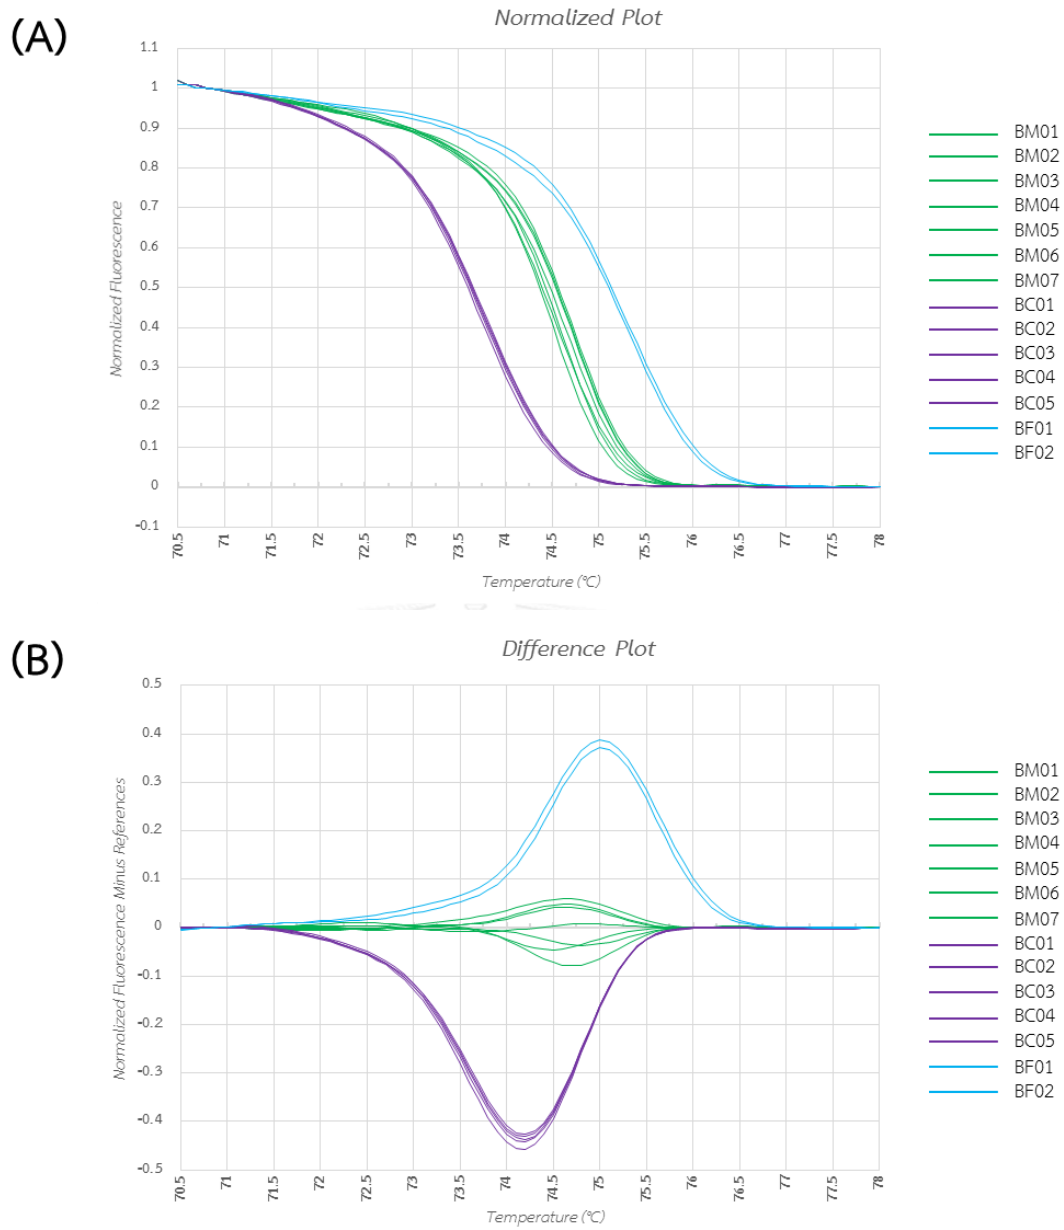 (A)
Normalized Plot
1.1
1
0.9
0.8
0.7
0.6
0.5
0.4
0.3
0.2
0.1
0
-0.1
Normalized Fluorescence
70.5
71
71.5
72
72.5
73
73.5
74
74.5
75
75.5
76
76.5
77
77.5
78
Temperature (°C)
BM01
BM02
BM03
BM04
BM05
BM06
BM07
BC01
BC02
BC03
BC04
BC05
BF01
BF02
(B)
Difference Plot
0.5
0.4
0.3
0.2
0.1
0
-0.1
-0.2
-0.3
-0.4
-0.5
Normalized Fluorescence Minus References
70.5
71
71.5
72
72.5
73
73.5
74
74.5
75
75.5
76
76.5
77
77.5
78
Temperature (°C)
BM01
BM02
BM03
BM04
BM05
BM06
BM07
BC01
BC02
BC03
BC04
BC05
BF01
BF02